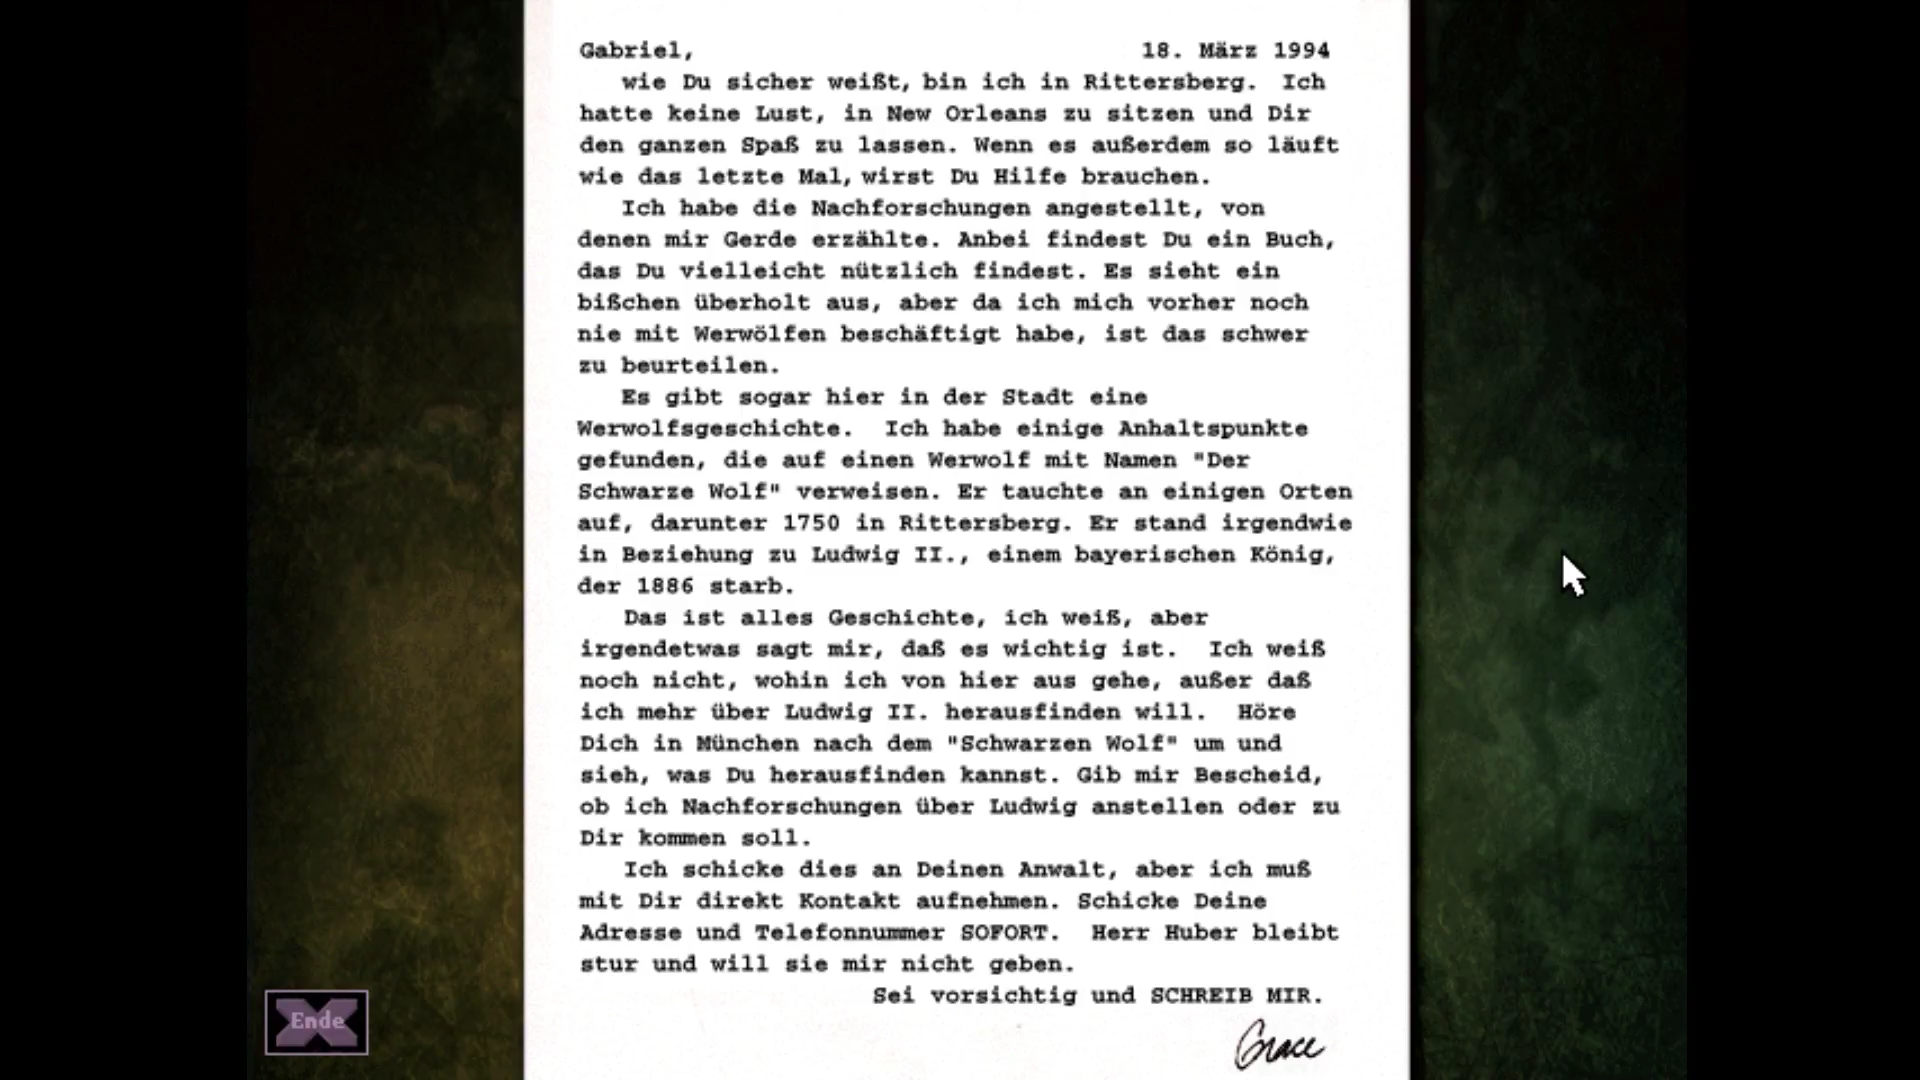 Gabriel, 18. März 1994
wie Du sicher weißt, bin ich in Rittersberg. Ich
hatte keine Lust, in New Orleans zu sitzen und Dir
den ganzen Spaß zu lassen. Wenn es außerdem so läuft
wie das letzte Mal, wirst Du Hilfe brauchen.
Ich habe die Nachforschungen angestellt, von
denen mir Gerde erzählte. Anbei findest Du ein Buch,
das Du vielleicht nützlich findest. Es sieht ein
bißchen überholt aus, aber da ich mich vorher noch
nie mit Werwölfen beschäftigt habe, ist das schwer
zu beurteilen.
Es gibt sogar hier in der Stadt eine
Werwolfsgeschichte. Ich habe einige Anhaltspunkte
gefunden, die auf einen Werwolf mit Namen "Der
Schwarze Wolf" verweisen. Er tauchte an einigen Orten
auf, darunter 1750 in Rittersberg. Er stand irgendwie
in Beziehung zu Ludwig II., einem bayerischen König,
der 1886 starb.
Das ist alles Geschichte, ich weiß, aber
irgendetwas sagt mir, daß es wichtig ist. Ich weiß
noch nicht, wohin ich von hier aus gehe, außer daß
ich mehr über Ludwig II. herausfinden will. Höre
Dich in München nach dem "Schwarzen Wolf" um und
sieh, was Du herausfinden kannst. Gib mir Bescheid,
ob ich Nachforschungen über Ludwig anstellen oder zu
Dir kommen soll.
Ich schicke dies an Deinen Anwalt, aber ich muß
mit Dir direkt Kontakt aufnehmen. Schicke Deine
Adresse und Telefonnummer SOFORT. Herr Huber bleibt
stur und will sie mir nicht geben.
Sei vorsichtig und SCHREIB MIR.
Grace
Ende